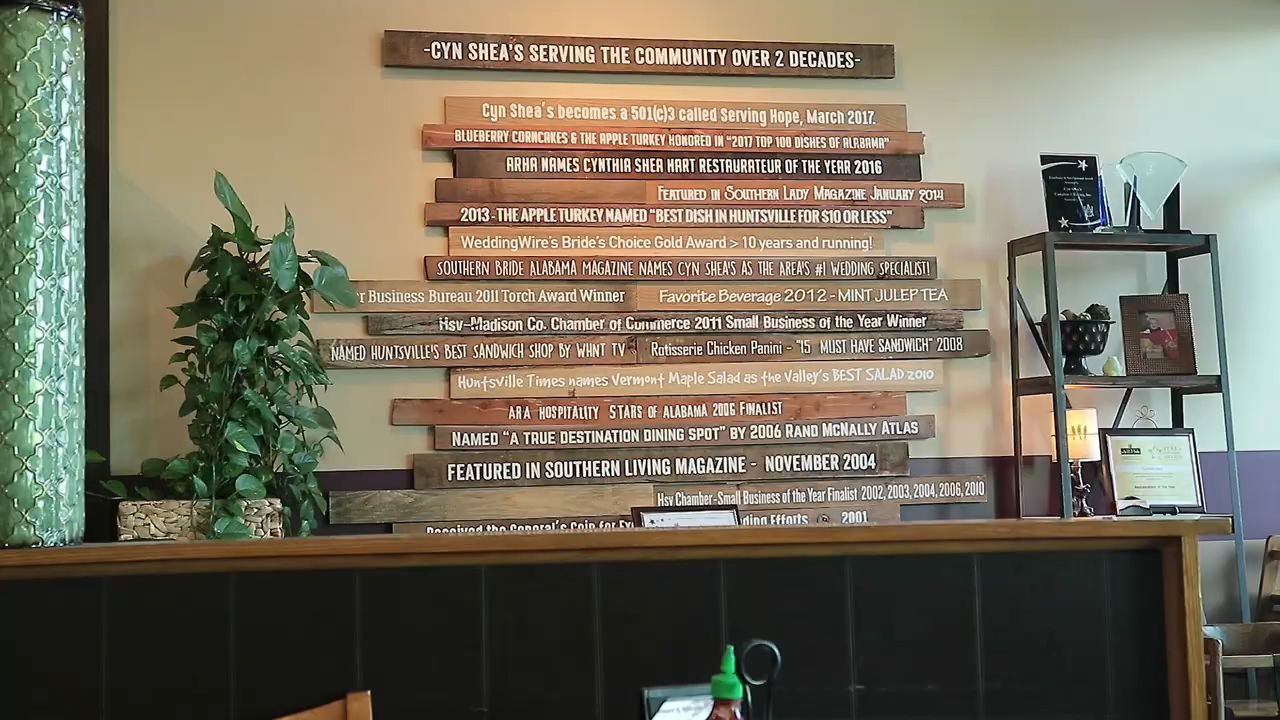 -CYN SHEA'S SERVING THE COMMUNITY OVER 2 DECADES-
Cyn Shea's becomes a 501(c)3 called Serving Hope, March 2017.
BLUEBERRY CORNCAKES & THE APPLE TURKEY HONORED IN "2017 TOP 100 DISHES OF ALABAMA"
ARHA NAMES CYNTHIA SHEA HART RESTAURATEUR OF THE YEAR 2016
FEATURED IN SOUTHERN LADY MAGAZINE JANUARY 2014
2013 - THE APPLE TURKEY NAMED "BEST DISH IN HUNTSVILLE FOR $10 OR LESS"
WeddingWire's Bride's Choice Gold Award > 10 years and running!
SOUTHERN BRIDE ALABAMA MAGAZINE NAMES CYN SHEA'S AS THE AREA'S #1 WEDDING SPECIALIST!
Business Bureau 2011 Torch Award Winner
Favorite Beverage 2012 - MINT JULEP TEA
Hsv-Madison Co. Chamber of Commerce 2011 Small Business of the Year Winner
NAMED HUNTSVILLE'S BEST SANDWICH SHOP BY WHNT TV
Rotisserie Chicken Panini - "15 MUST HAVE SANDWICH" 2008
Huntsville Times names Vermont Maple Salad as the Valley's BEST SALAD 2010
ARA HOSPITALITY STARS OF ALABAMA 2006 FINALIST
NAMED "A TRUE DESTINATION DINING SPOT" BY 2006 RAND MCNALLY ATLAS
FEATURED IN SOUTHERN LIVING MAGAZINE - NOVEMBER 2004
Hsv Chamber-Small Business of the Year Finalist 2002, 2003, 2004, 2006, 2010
Received the General's Coin for Efforts 2001